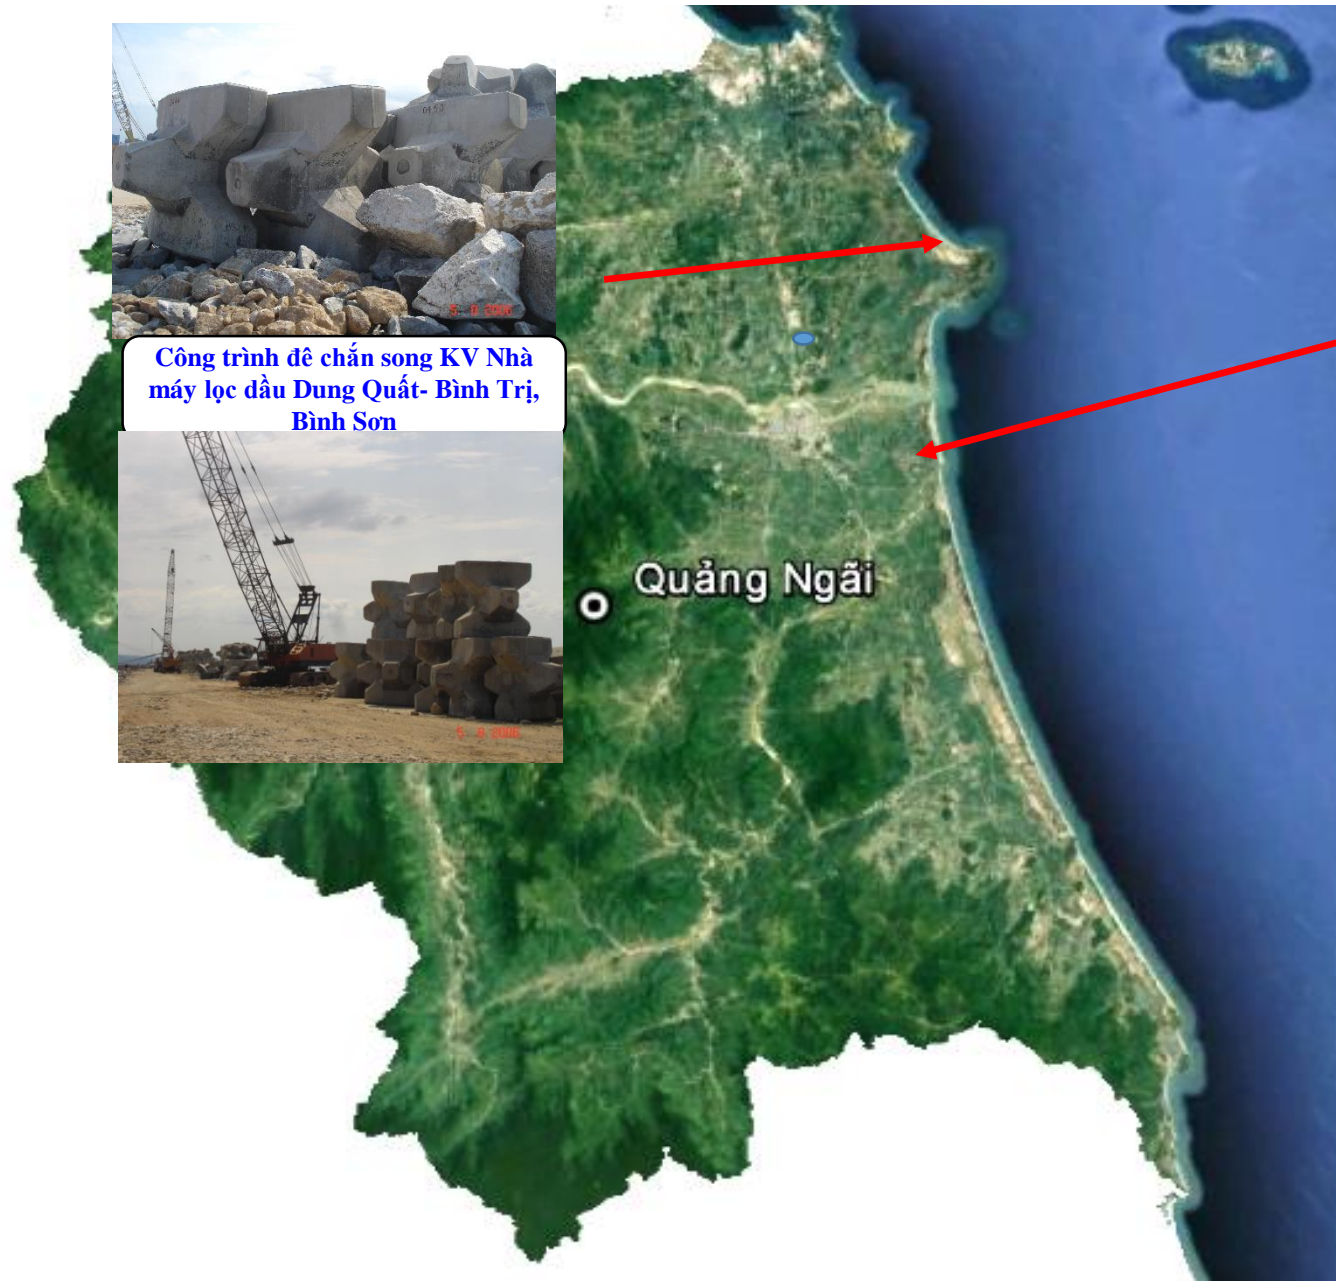 Công trình đê chắn song KV Nhà
máy lọc dầu Dung Quất- Bình Trị,
Bình Sơn
Quảng Ngãi